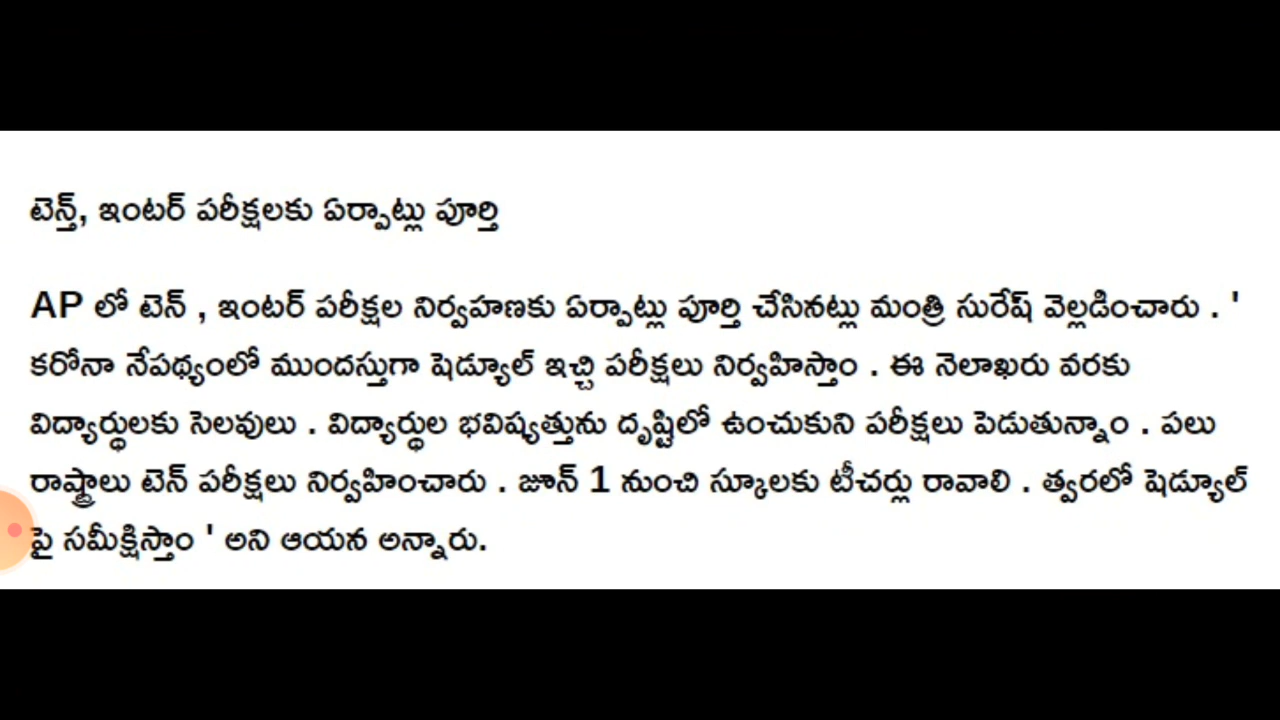 టెన్త్, ఇంటర్ పరీక్షలకు ఏర్పాట్లు పూర్తి
AP లో టెన్ , ఇంటర్ పరీక్షల నిర్వహణకు ఏర్పాట్లు పూర్తి చేసినట్లు మంత్రి సురేష్ వెల్లడించారు . '
కరోనా నేపథ్యంలో ముందస్తుగా షెడ్యూల్ ఇచ్చి పరీక్షలు నిర్వహిస్తాం . ఈ నెలాఖరు వరకు
విద్యార్థులకు సెలవులు . విద్యార్థుల భవిష్యత్తును దృష్టిలో ఉంచుకుని పరీక్షలు పెడుతున్నాం . పలు
రాష్ట్రాలు టెన్ పరీక్షలు నిర్వహించారు . జూన్ 1 నుంచి స్కూలకు టీచర్లు రావాలి . త్వరలో షెడ్యూల్
పై సమీక్షిస్తాం ' అని ఆయన అన్నారు.